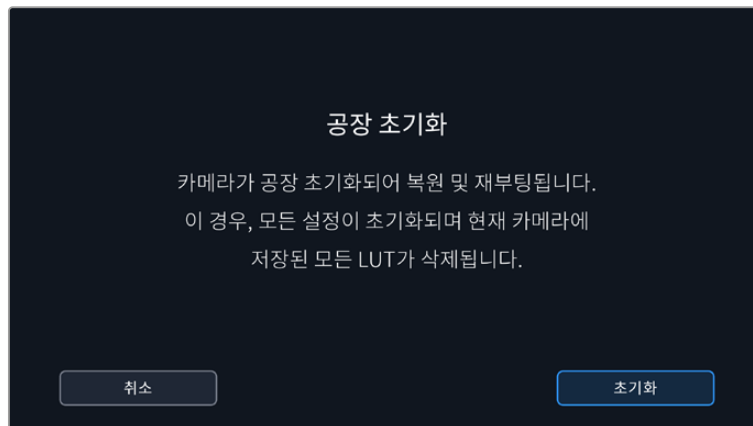 공장 초기화
카메라가 공장 초기화되어 복원 및 재부팅됩니다.
이 경우, 모든 설정이 초기화되며 현재 카메라에
저장된 모든 LUT가 삭제됩니다.
취소
초기화